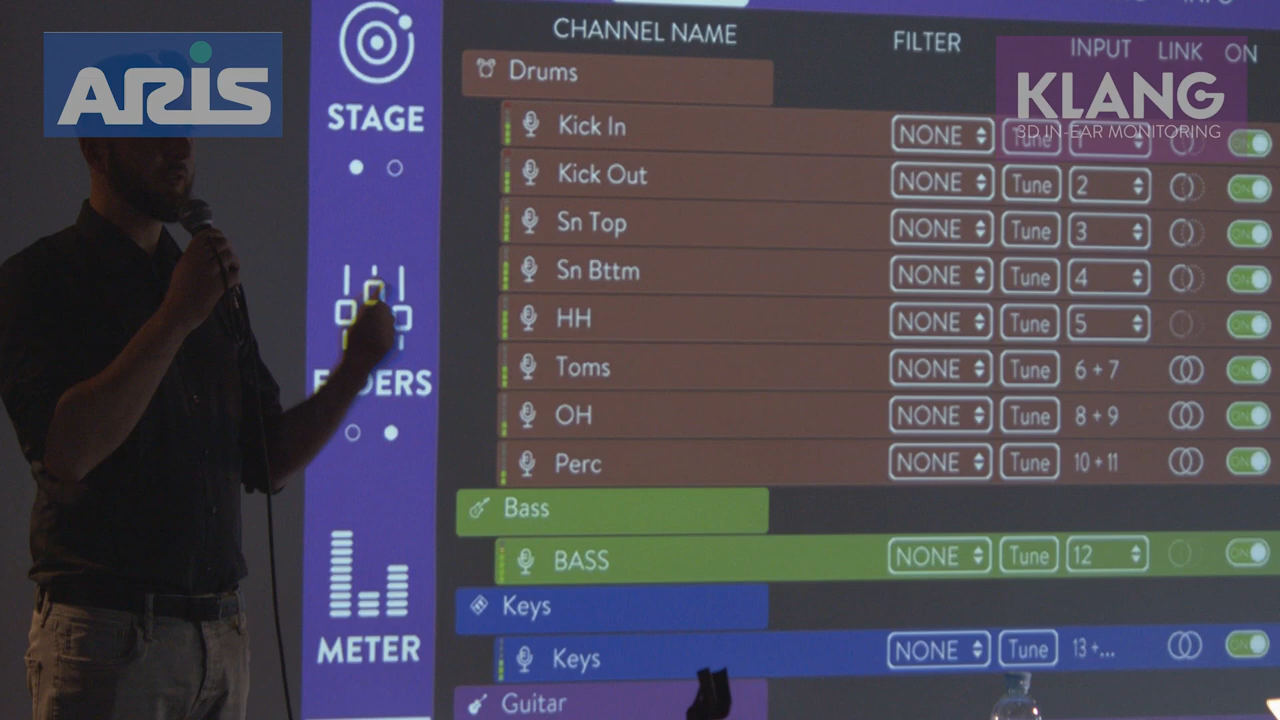 INFO
CHANNEL NAME FILTER INPUT LINK ON
ARIS
KLANG
3D IN-EAR MONITORING
STAGE
METER
Drums
Kick In NONE Tune 1 ON
Kick Out NONE Tune 2 ON
Sn Top NONE Tune 3 ON
Sn Bttm NONE Tune 4 ON
HH NONE Tune 5 ON
Toms NONE Tune 6 + 7 ON
OH NONE Tune 8 + 9 ON
Perc NONE Tune 10 + 11 ON
Bass
BASS NONE Tune 12 ON
Keys
Keys NONE Tune 13 +... ON
Guitar